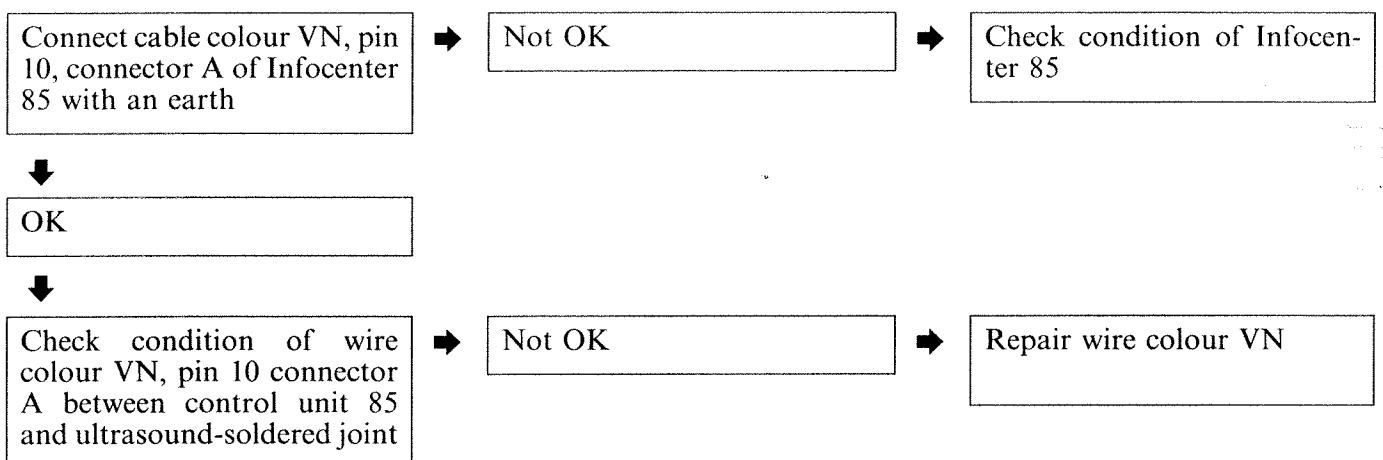 Connect cable colour VN, pin
10, connector A of Infocenter
85 with an earth
Not OK
Check condition of Infocen-
ter 85
OK
Check condition of wire
colour VN, pin 10 connector
A between control unit 85
and ultrasound-soldered joint
Not OK
Repair wire colour VN